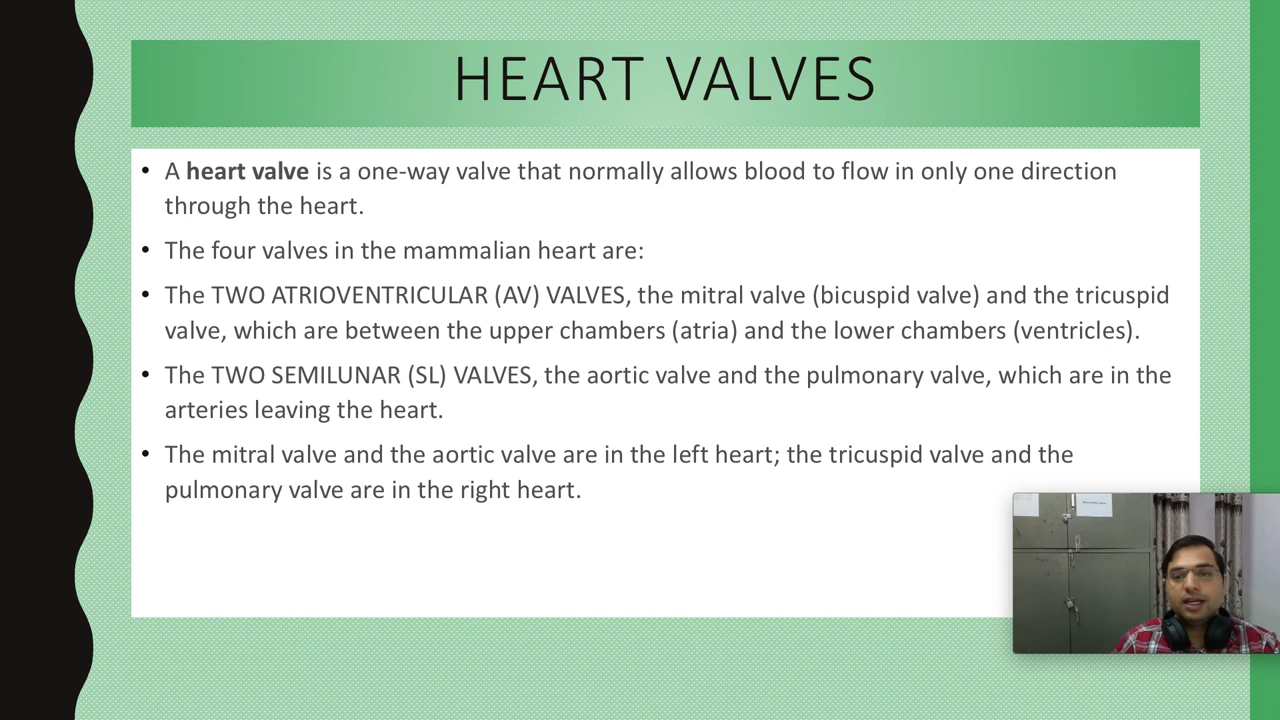 HEART VALVES
• A heart valve is a one-way valve that normally allows blood to flow in only one direction
through the heart.
• The four valves in the mammalian heart are:
• The TWO ATRIOVENTRICULAR (AV) VALVES, the mitral valve (bicuspid valve) and the tricuspid
valve, which are between the upper chambers (atria) and the lower chambers (ventricles).
• The TWO SEMILUNAR (SL) VALVES, the aortic valve and the pulmonary valve, which are in the
arteries leaving the heart.
• The mitral valve and the aortic valve are in the left heart; the tricuspid valve and the
pulmonary valve are in the right heart.